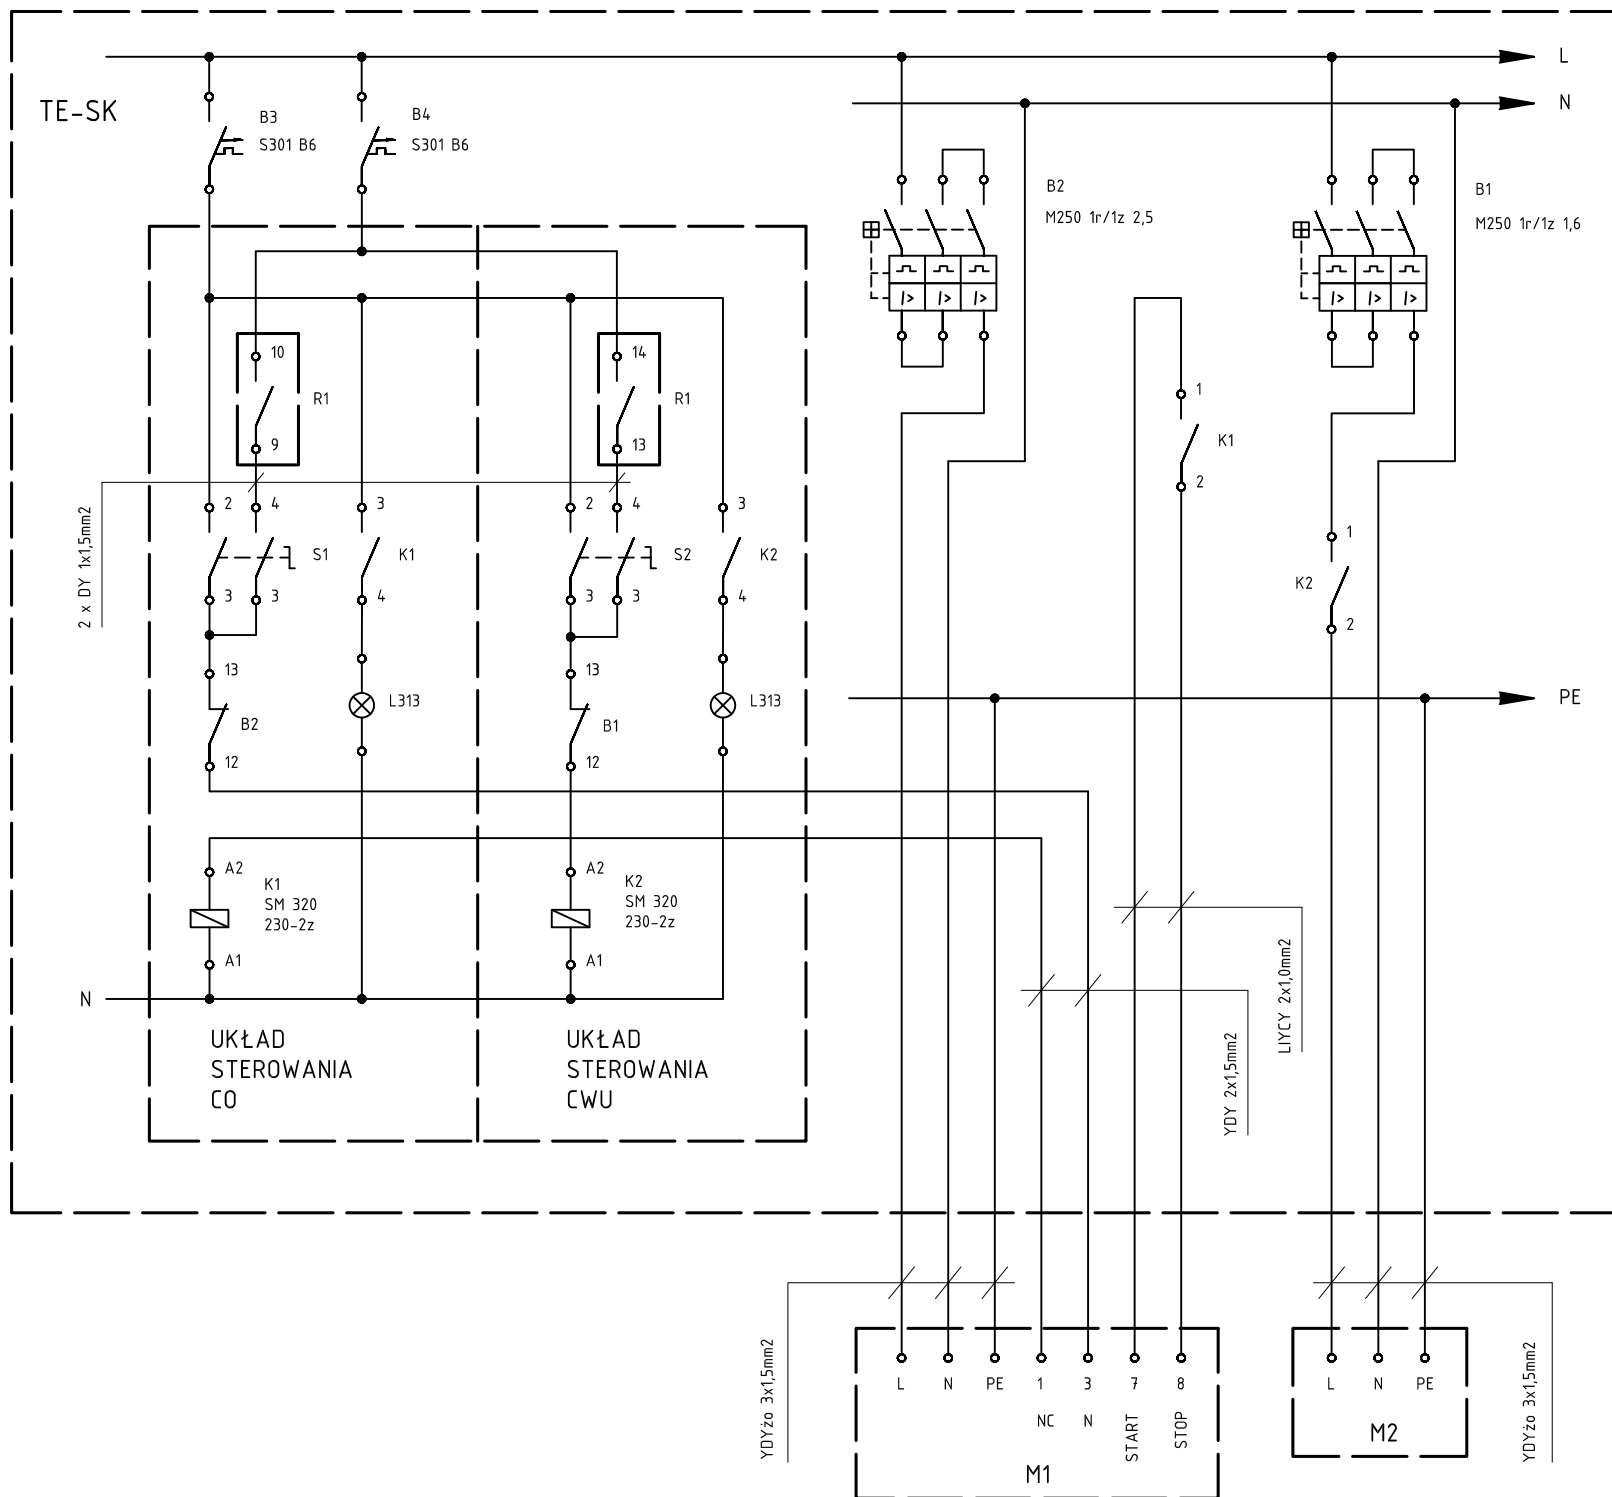 L
N
TE-SK
B3
S301 B6
B4
S301 B6
B2
M250 1r/1z 2,5
B1
M250 1r/1z 1,6
I>
I>
I>
I>
I>
I>
10
R1
9
14
R1
13
1
K1
2
2 x DY 1x1,5mm2
2
4
3
S1
K1
3
3
4
2
4
3
S2
K2
3
3
4
1
K2
2
13
B2
12
L313
13
B1
12
L313
PE
A2
K1
SM 320
230-2z
A1
A2
K2
SM 320
230-2z
A1
N
UKŁAD
STEROWANIA
CO
UKŁAD
STEROWANIA
CWU
LIYCY 2x1,0mm2
YDY 2x1,5mm2
YDYżo 3x1,5mm2
L
N
PE
1
3
7
8
NC
N
START
STOP
M1
L
N
PE
M2
YDYżo 3x1,5mm2